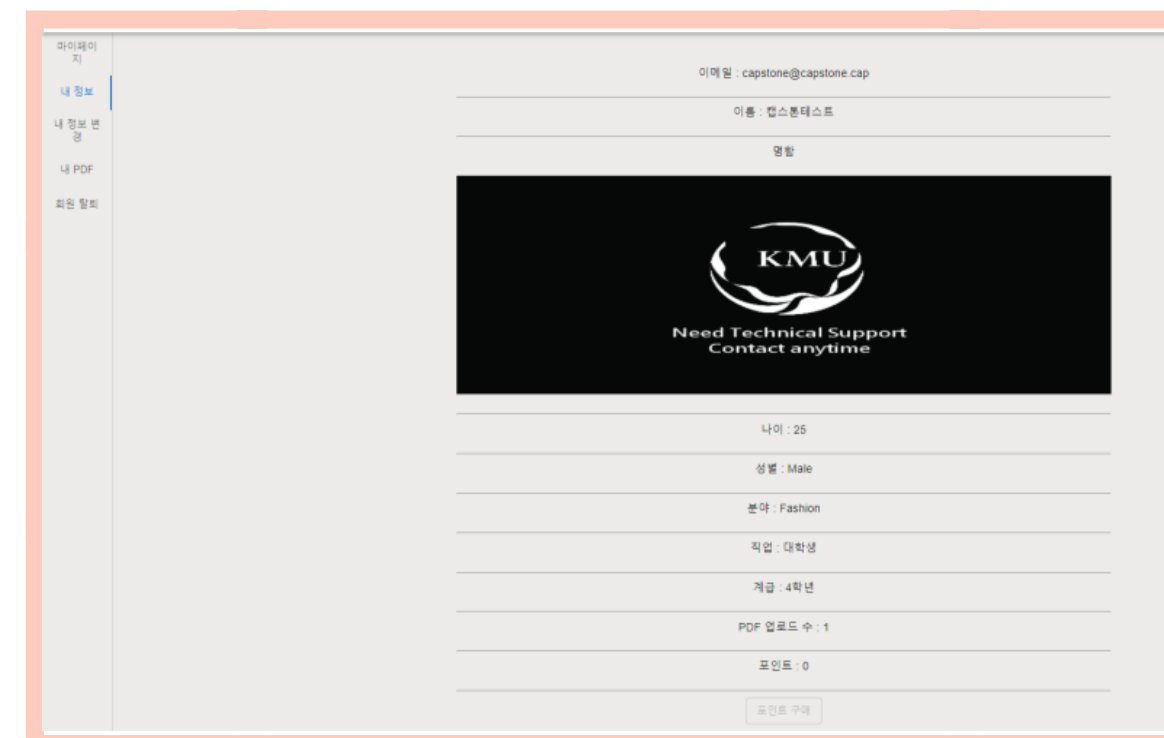 마이페이
지
내 정보
내 정보 변
경
내 PDF
회원 탈퇴
이메일 : capstone@capstone.cap
이름 : 캡스톤테스트
명함
KMU
Need Technical Support
Contact anytime
나이 : 25
성별 : Male
분야 : Fashion
직업 : 대학생
계급 : 4학년
PDF 업로드 수 : 1
포인트 : 0
포인트 구매